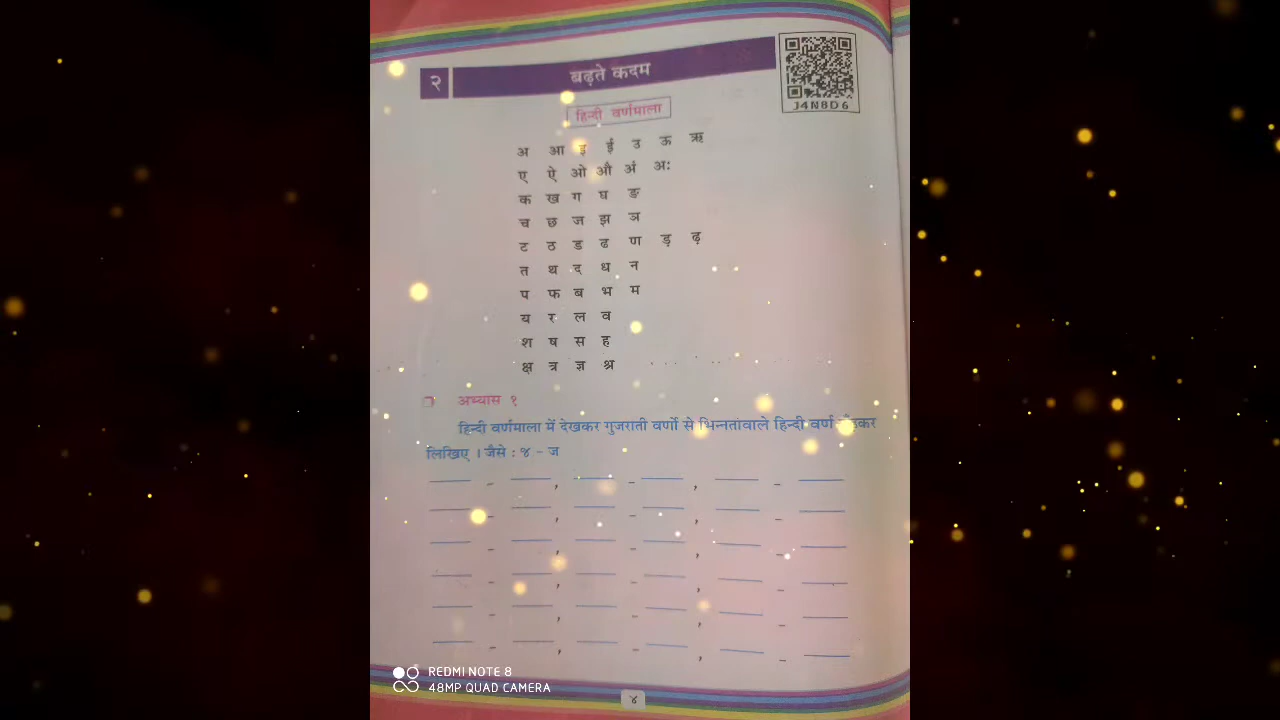 २ बढ़ते कदम
J4N8D6
हिन्दी वर्णमाला
अ आ इ ई उ ऊ ऋ
ए ऐ ओ औ अं अः
क ख ग घ ङ
च छ ज झ ञ
ट ठ ड ढ ण ड़ ढ़
त थ द ध न
प फ ब भ म
य र ल व
श ष स ह
क्ष त्र ज्ञ श्र
अभ्यास १
हिन्दी वर्णमाला में देखकर गुजराती वर्णों से भिन्नतावाले हिन्दी वर्ण
लिखिए । जैसे : જ - ज
REDMI NOTE 8
48MP QUAD CAMERA
४